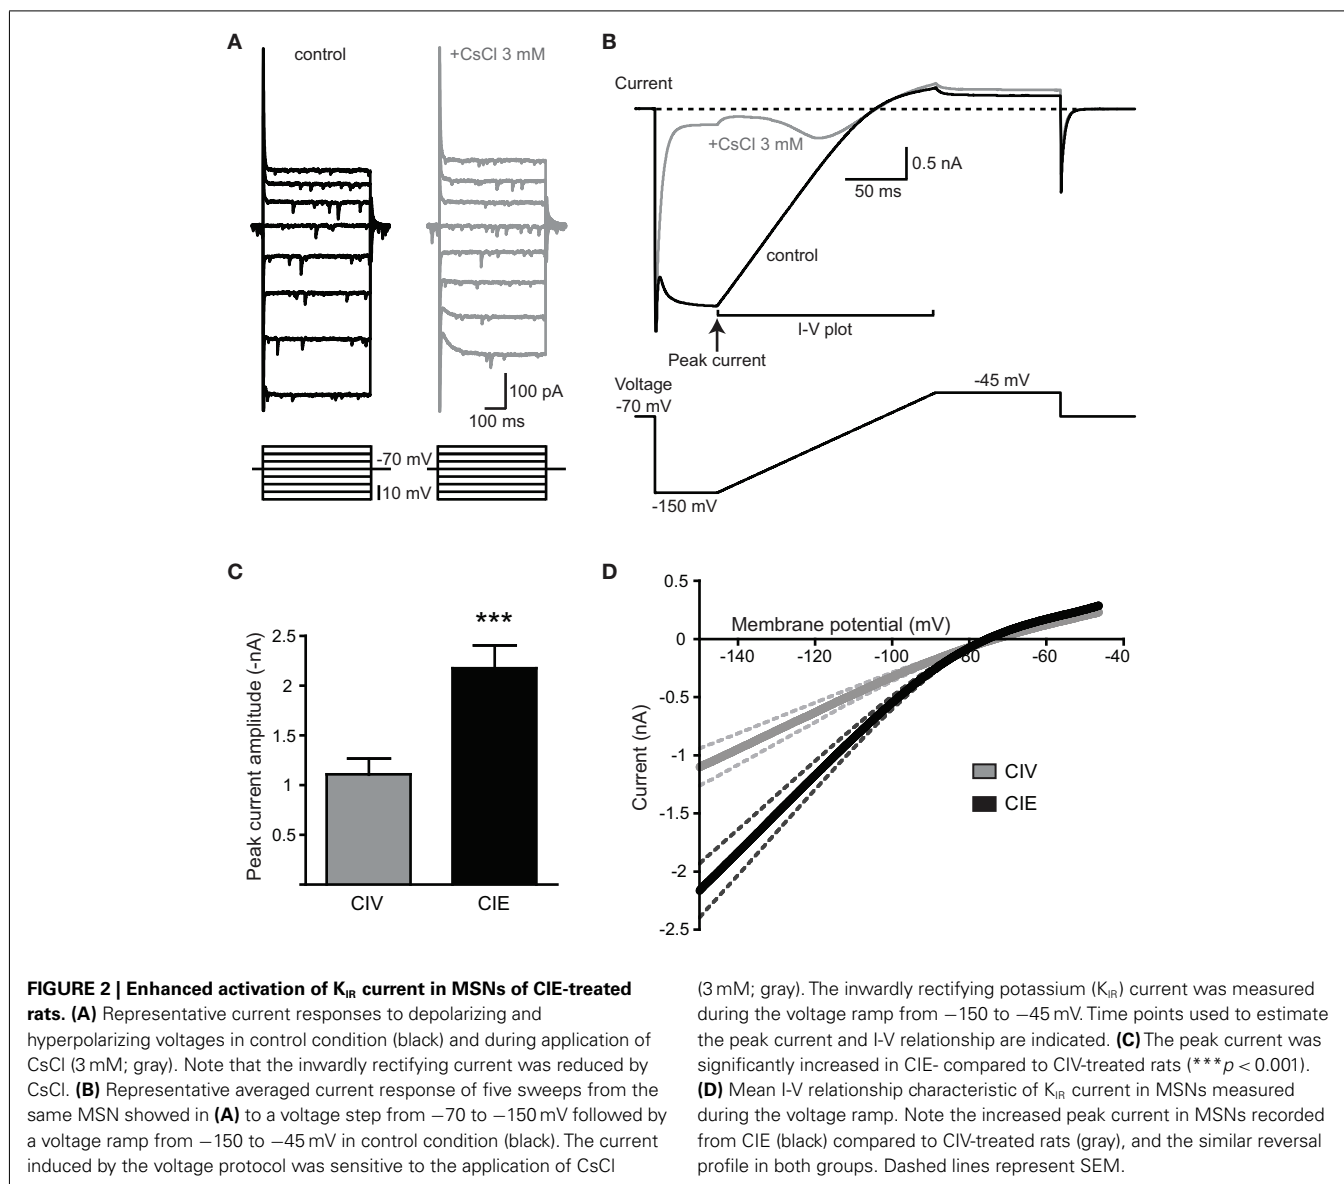 A
control
+CsCl 3 mM
100 pA
100 ms
-70 mV
10 mV
B
Current
+CsCl 3 mM
0.5 nA
50 ms
control
I-V plot
Peak current
Voltage
-70 mV
-45 mV
-150 mV
C
***
Peak current amplitude (-nA)
2.5
2
1.5
1
0.5
CIV
CIE
D
0.5
Membrane potential (mV)
0
-140
-120
-100
-80
-60
-40
-0.5
-1
-1.5
-2
-2.5
Current (nA)
CIV
CIE
FIGURE 2 | Enhanced activation of KIR current in MSNs of CIE-treated
rats. (A) Representative current responses to depolarizing and
hyperpolarizing voltages in control condition (black) and during application of
CsCl (3 mM; gray). Note that the inwardly rectifying current was reduced by
CsCl. (B) Representative averaged current response of five sweeps from the
same MSN showed in (A) to a voltage step from −70 to −150 mV followed by
a voltage ramp from −150 to −45 mV in control condition (black). The current
induced by the voltage protocol was sensitive to the application of CsCl
(3 mM; gray). The inwardly rectifying potassium (KIR) current was measured
during the voltage ramp from −150 to −45 mV. Time points used to estimate
the peak current and I-V relationship are indicated. (C) The peak current was
significantly increased in CIE- compared to CIV-treated rats (***p < 0.001).
(D) Mean I-V relationship characteristic of KIR current in MSNs measured
during the voltage ramp. Note the increased peak current in MSNs recorded
from CIE (black) compared to CIV-treated rats (gray), and the similar reversal
profile in both groups. Dashed lines represent SEM.